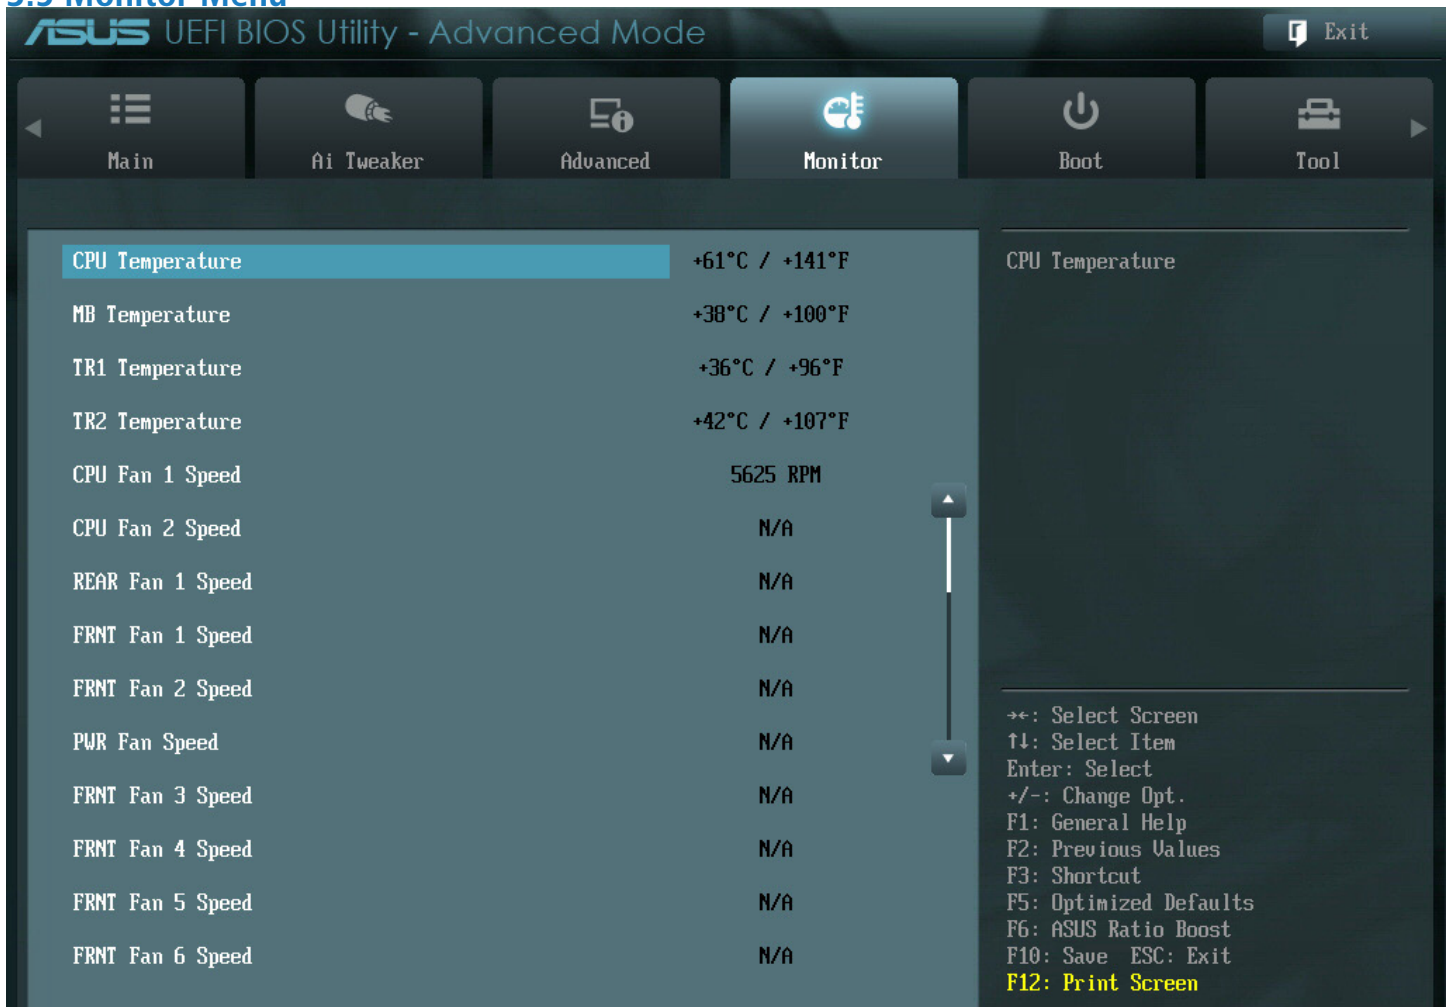 5.5 Monitor Menu
ASUS UEFI BIOS Utility - Advanced Mode
Exit
Main
Ai Tweaker
Advanced
Monitor
Boot
Tool
CPU Temperature +61°C / +141°F
MB Temperature +38°C / +100°F
TR1 Temperature +36°C / +96°F
TR2 Temperature +42°C / +107°F
CPU Fan 1 Speed 5625 RPM
CPU Fan 2 Speed N/A
REAR Fan 1 Speed N/A
FRNT Fan 1 Speed N/A
FRNT Fan 2 Speed N/A
PWR Fan Speed N/A
FRNT Fan 3 Speed N/A
FRNT Fan 4 Speed N/A
FRNT Fan 5 Speed N/A
FRNT Fan 6 Speed N/A
CPU Temperature
→←: Select Screen
↑↓: Select Item
Enter: Select
+/-: Change Opt.
F1: General Help
F2: Previous Values
F3: Shortcut
F5: Optimized Defaults
F6: ASUS Ratio Boost
F10: Save ESC: Exit
F12: Print Screen